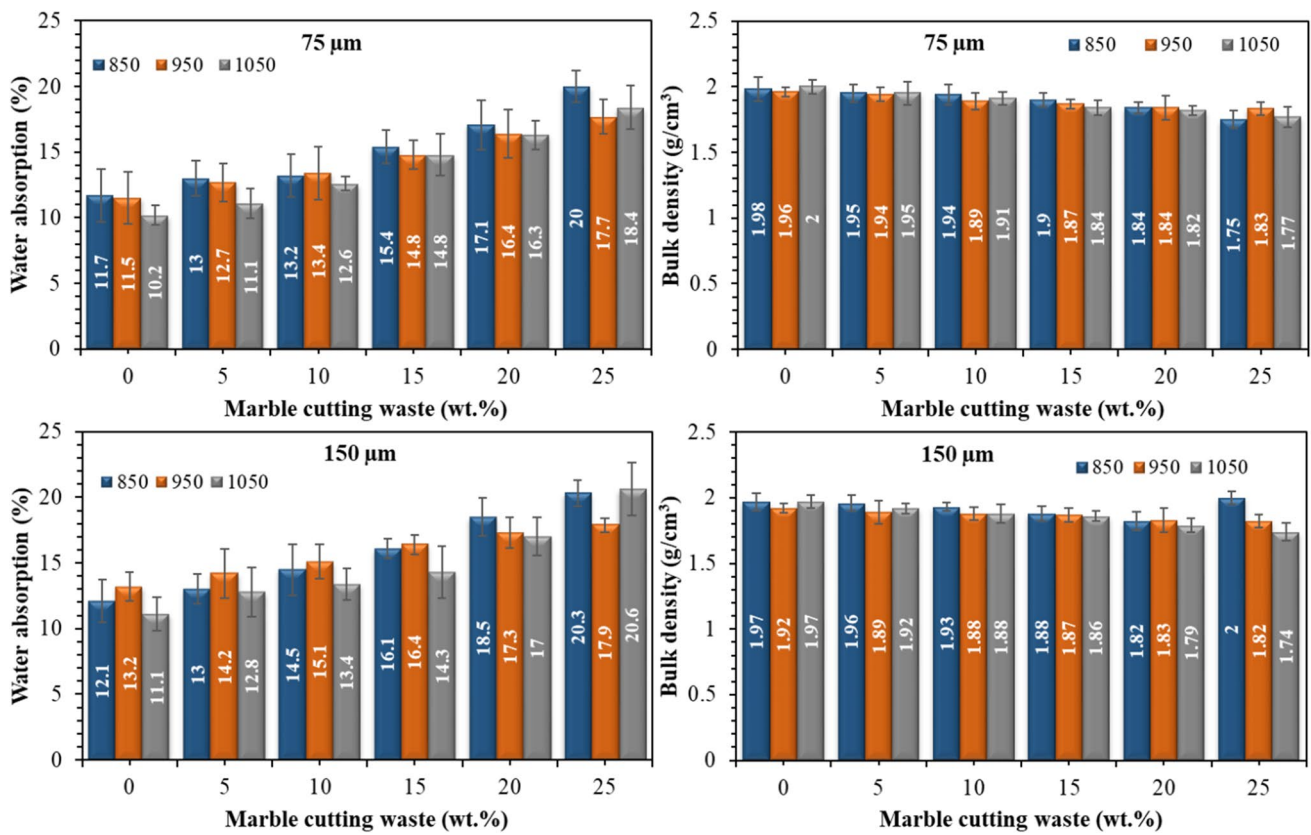 75 µm
850 950 1050
Water absorption (%)
25
20
15
10
5
0
11.7 11.5 10.2 13 12.7 11.1 13.2 13.4 12.6 15.4 14.8 14.8 17.1 16.4 16.3 20 17.7 18.4
0 5 10 15 20 25
Marble cutting waste (wt.%)
75 µm
850 950 1050
Bulk density (g/cm³)
2.5
2
1.5
1
0.5
0
1.98 1.96 2 1.95 1.94 1.95 1.94 1.89 1.91 1.9 1.87 1.84 1.84 1.84 1.82 1.75 1.83 1.77
0 5 10 15 20 25
Marble cutting waste (wt.%)
150 µm
850 950 1050
Water absorption (%)
25
20
15
10
5
0
12.1 13.2 11.1 13 14.2 12.8 14.5 15.1 13.4 16.1 16.4 14.3 18.5 17.3 17 20.3 17.9 20.6
0 5 10 15 20 25
Marble cutting waste (wt.%)
150 µm
850 950 1050
Bulk density (g/cm³)
2.5
2
1.5
1
0.5
0
1.97 1.92 1.97 1.96 1.89 1.92 1.93 1.88 1.88 1.88 1.87 1.86 1.82 1.83 1.79 2 1.82 1.74
0 5 10 15 20 25
Marble cutting waste (wt.%)